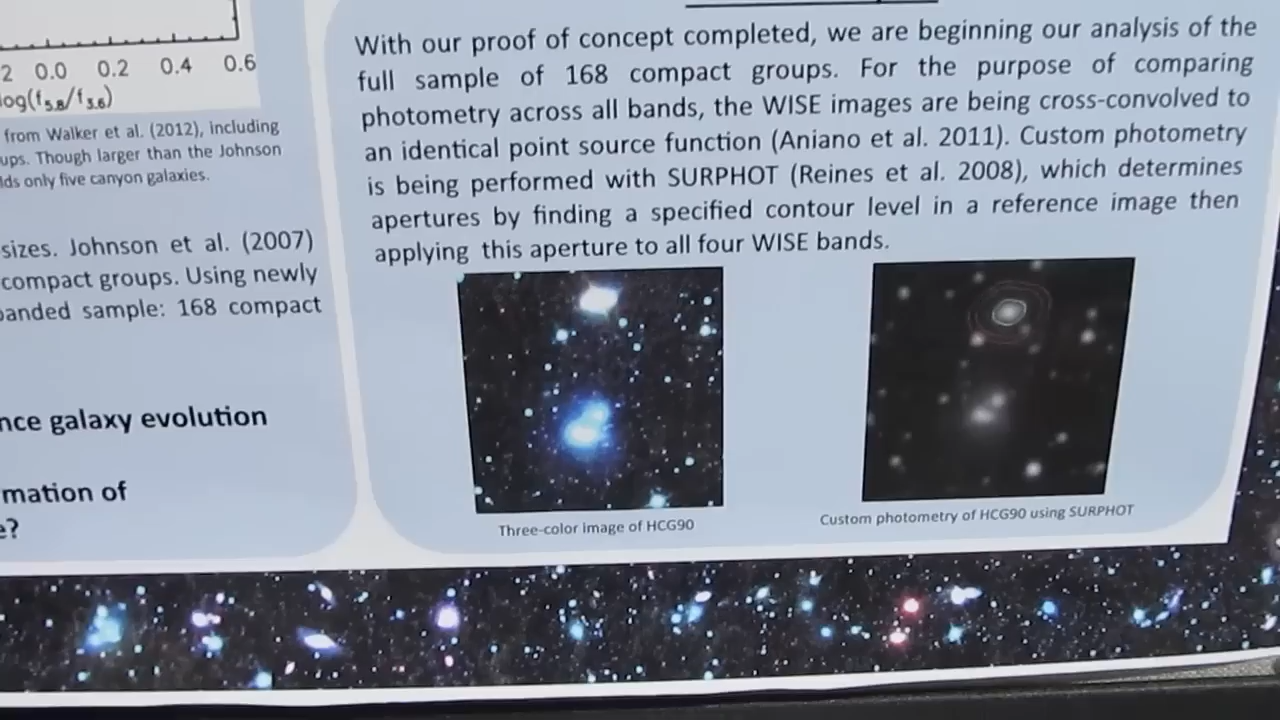 2 0.0 0.2 0.4 0.6
log(f5.8/f3.6)
from Walker et al. (2012), including
ups. Though larger than the Johnson
lds only five canyon galaxies.
sizes. Johnson et al. (2007)
compact groups. Using newly
panded sample: 168 compact
nce galaxy evolution
mation of
e?
With our proof of concept completed, we are beginning our analysis of the
full sample of 168 compact groups. For the purpose of comparing
photometry across all bands, the WISE images are being cross-convolved to
an identical point source function (Aniano et al. 2011). Custom photometry
is being performed with SURPHOT (Reines et al. 2008), which determines
apertures by finding a specified contour level in a reference image then
applying this aperture to all four WISE bands.
Three-color image of HCG90
Custom photometry of HCG90 using SURPHOT